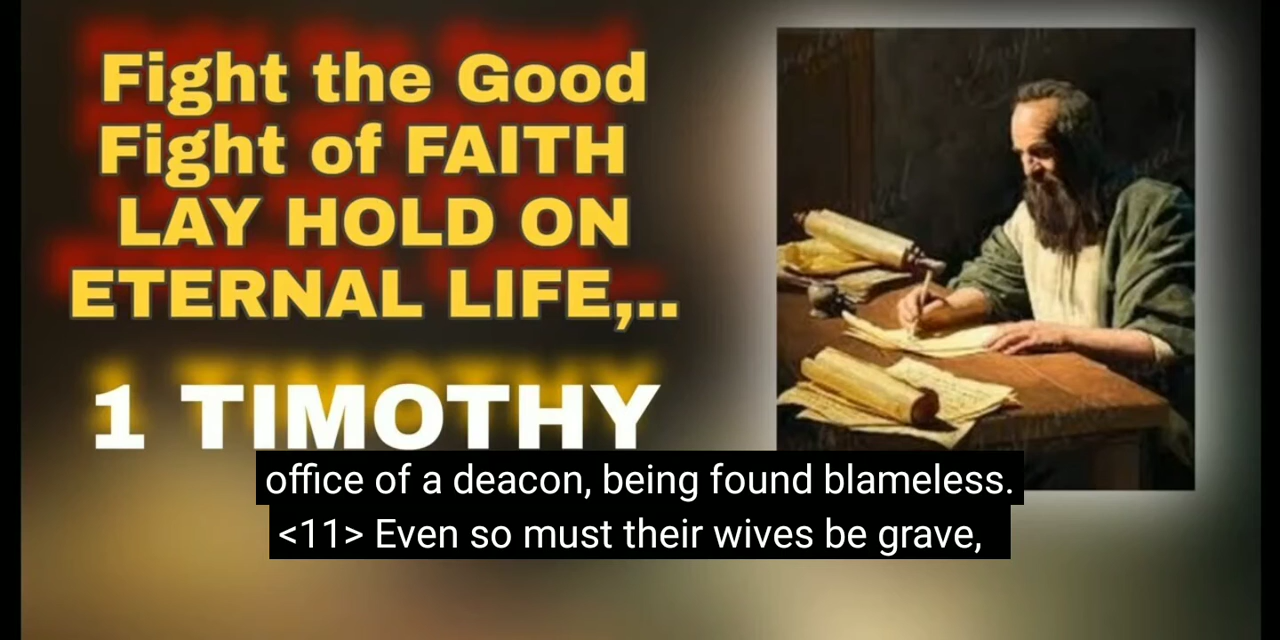 Fight the Good
Fight of FAITH
LAY HOLD ON
ETERNAL LIFE,..
1 TIMOTHY
office of a deacon, being found blameless.
<11> Even so must their wives be grave,